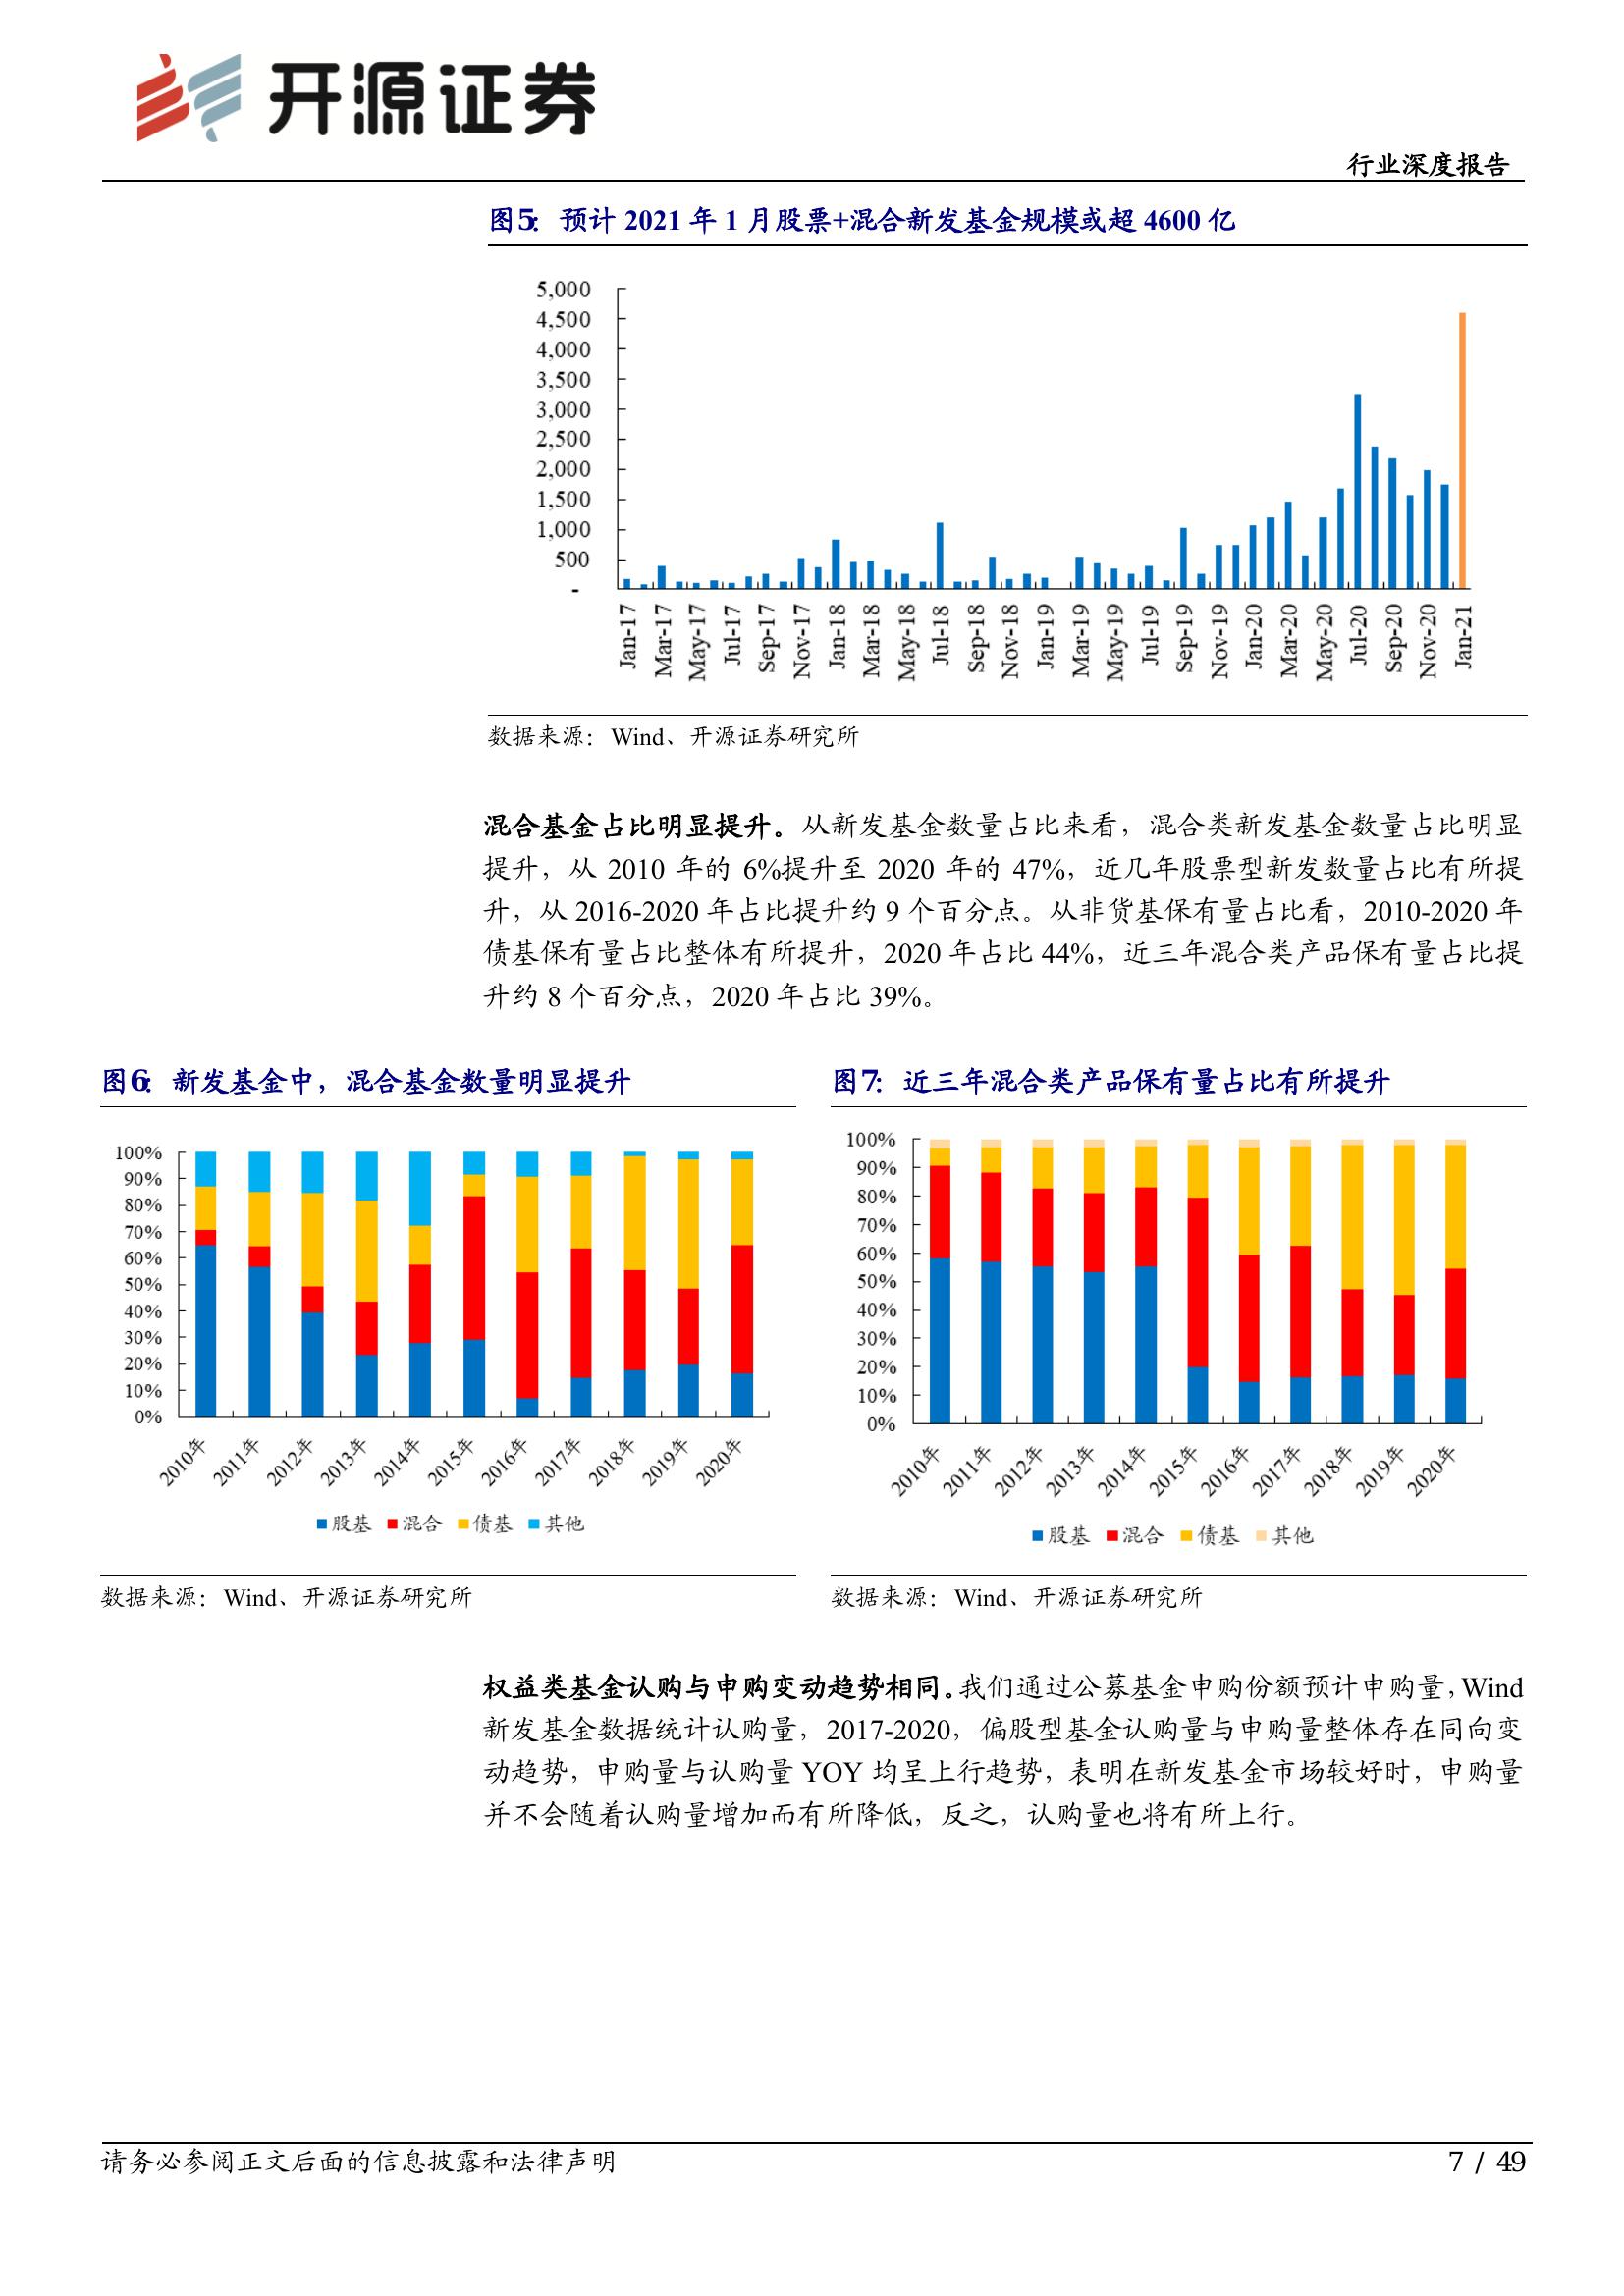 开源证券
行业深度报告
图5： 预计 2021 年 1 月股票+混合新发基金规模或超 4600 亿
5,000
4,500
4,000
3,500
3,000
2,500
2,000
1,500
1,000
500
-
Jan-17 Mar-17 May-17 Jul-17 Sep-17 Nov-17 Jan-18 Mar-18 May-18 Jul-18 Sep-18 Nov-18 Jan-19 Mar-19 May-19 Jul-19 Sep-19 Nov-19 Jan-20 Mar-20 May-20 Jul-20 Sep-20 Nov-20 Jan-21
数据来源：Wind、开源证券研究所
混合基金占比明显提升。从新发基金数量占比来看，混合类新发基金数量占比明显
提升，从 2010 年的 6%提升至 2020 年的 47%，近几年股票型新发数量占比有所提
升，从 2016-2020 年占比提升约 9 个百分点。从非货基保有量占比看，2010-2020 年
债基保有量占比整体有所提升，2020 年占比 44%，近三年混合类产品保有量占比提
升约 8 个百分点，2020 年占比 39%。
图6： 新发基金中，混合基金数量明显提升
100%
90%
80%
70%
60%
50%
40%
30%
20%
10%
0%
2010年 2011年 2012年 2013年 2014年 2015年 2016年 2017年 2018年 2019年 2020年
股基 混合 债基 其他
数据来源：Wind、开源证券研究所
图7： 近三年混合类产品保有量占比有所提升
100%
90%
80%
70%
60%
50%
40%
30%
20%
10%
0%
2010年 2011年 2012年 2013年 2014年 2015年 2016年 2017年 2018年 2019年 2020年
股基 混合 债基 其他
数据来源：Wind、开源证券研究所
权益类基金认购与申购变动趋势相同。我们通过公募基金申购份额预计申购量，Wind
新发基金数据统计认购量，2017-2020，偏股型基金认购量与申购量整体存在同向变
动趋势，申购量与认购量 YOY 均呈上行趋势，表明在新发基金市场较好时，申购量
并不会随着认购量增加而有所降低，反之，认购量也将有所上行。
请务必参阅正文后面的信息披露和法律声明
7 / 49